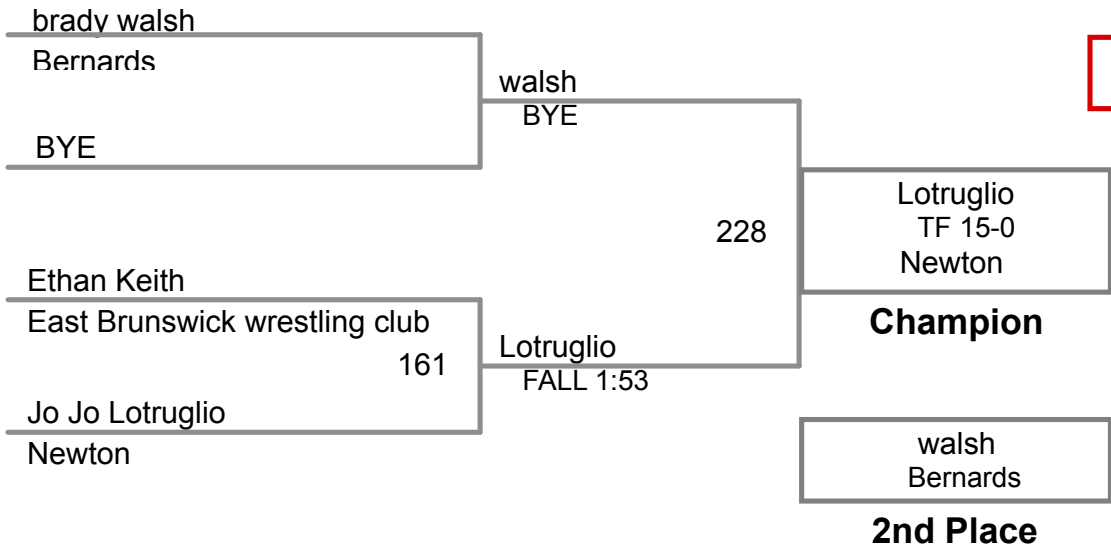 brady walsh
Bernards
BYE
walsh
BYE
Ethan Keith
East Brunswick wrestling club
161
Jo Jo Lotruglio
Newton
Lotruglio
FALL 1:53
228
Lotruglio
TF 15-0
Newton
Champion
walsh
Bernards
2nd Place